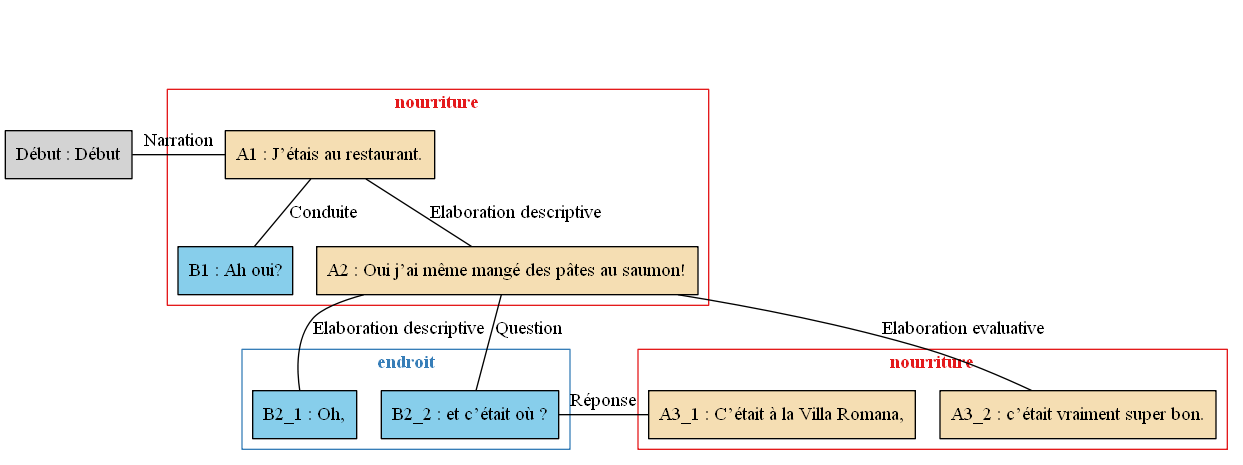 nourriture
Début : Début
Narration
A1 : J'étais au restaurant.
Conduite
Elaboration descriptive
B1 : Ah oui?
A2 : Oui j'ai même mangé des pâtes au saumon!
Elaboration descriptive
Question
Elaboration evaluative
endroit
nourriture
B2_1 : Oh,
B2_2 : et c'était où ?
Réponse
A3_1 : C'était à la Villa Romana,
A3_2 : c'était vraiment super bon.